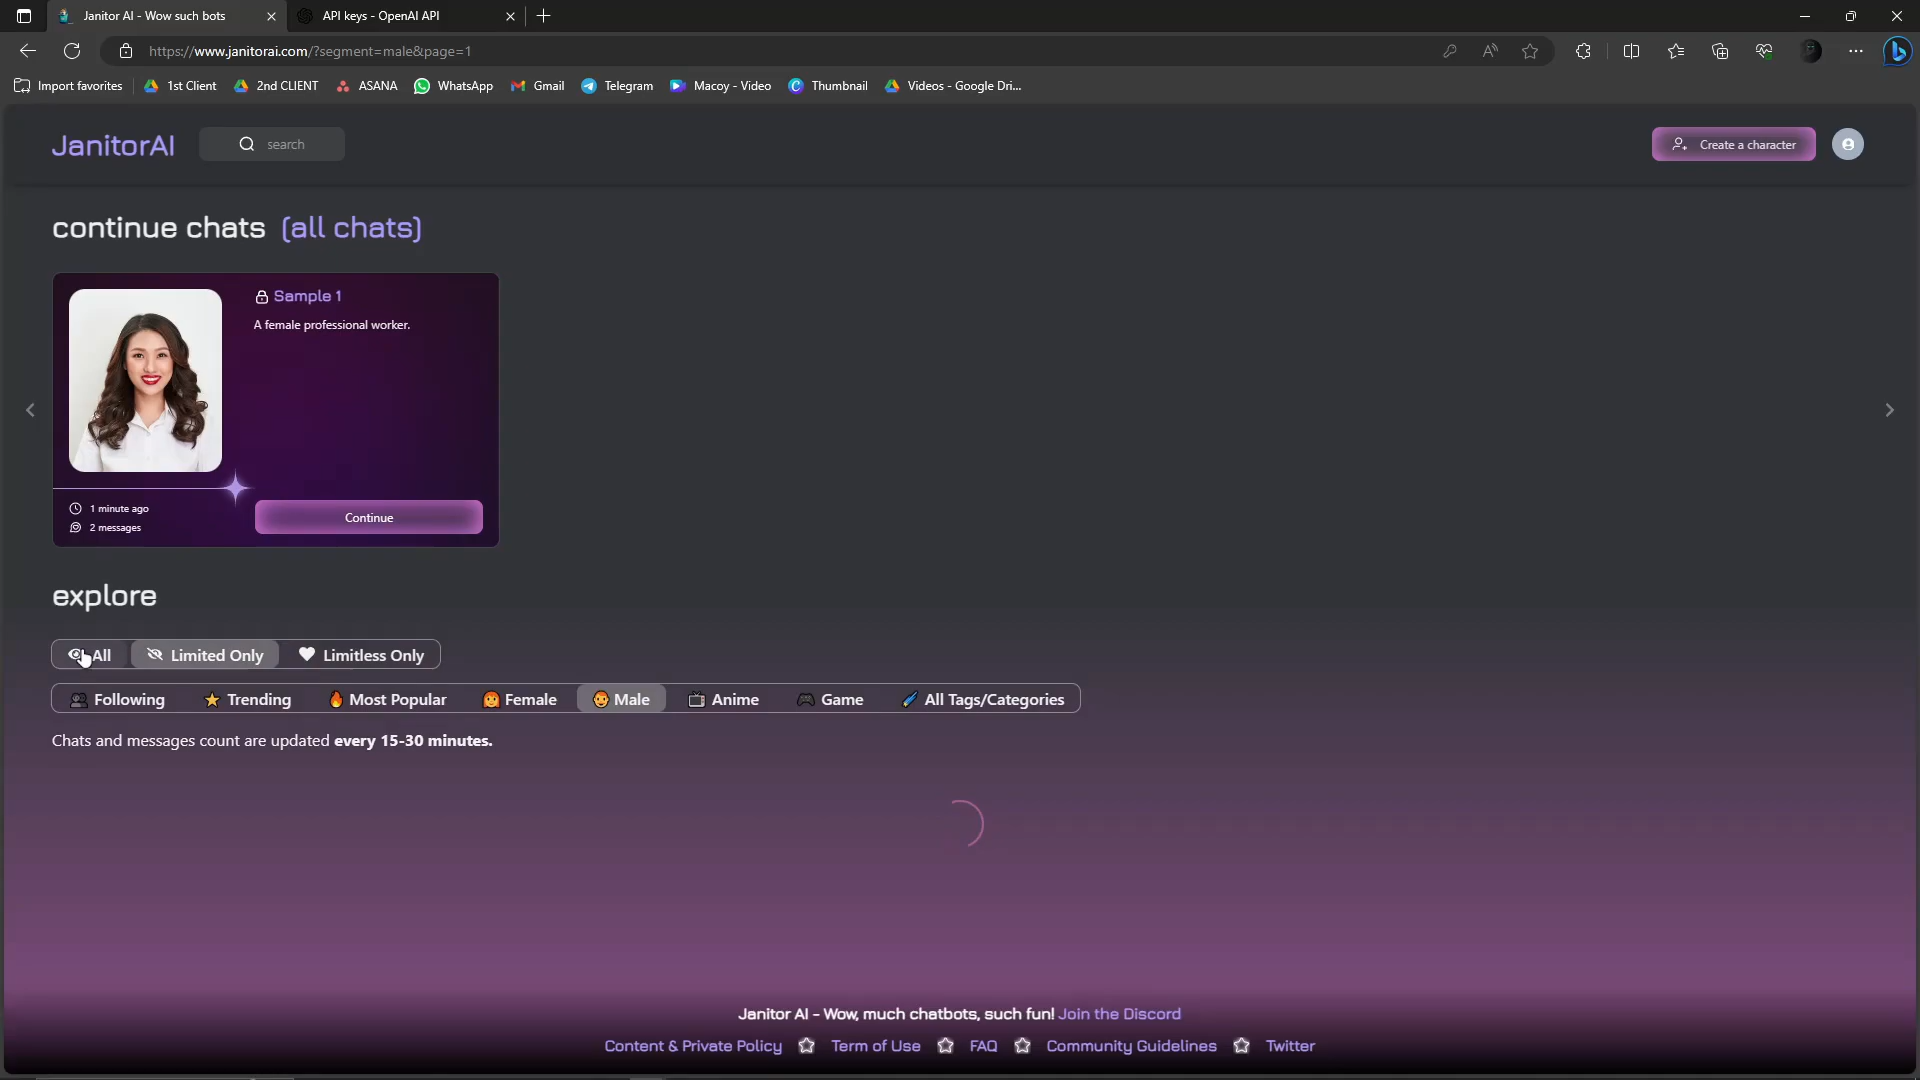 Janitor AI - Wow such bots
API keys - OpenAI API
https://www.janitorai.com/?segment=male&page=1
Import favorites
1st Client
2nd CLIENT
ASANA
WhatsApp
Gmail
Telegram
Macoy - Video
Thumbnail
Videos - Google Dri...
JanitorAI
search
Create a character
continue chats (all chats)
Sample 1
A female professional worker.
1 minute ago
2 messages
Continue
explore
All
Limited Only
Limitless Only
Following
Trending
Most Popular
Female
Male
Anime
Game
All Tags/Categories
Chats and messages count are updated every 15-30 minutes.
Janitor AI - Wow, much chatbots, such fun! Join the Discord
Content & Private Policy
Term of Use
FAQ
Community Guidelines
Twitter